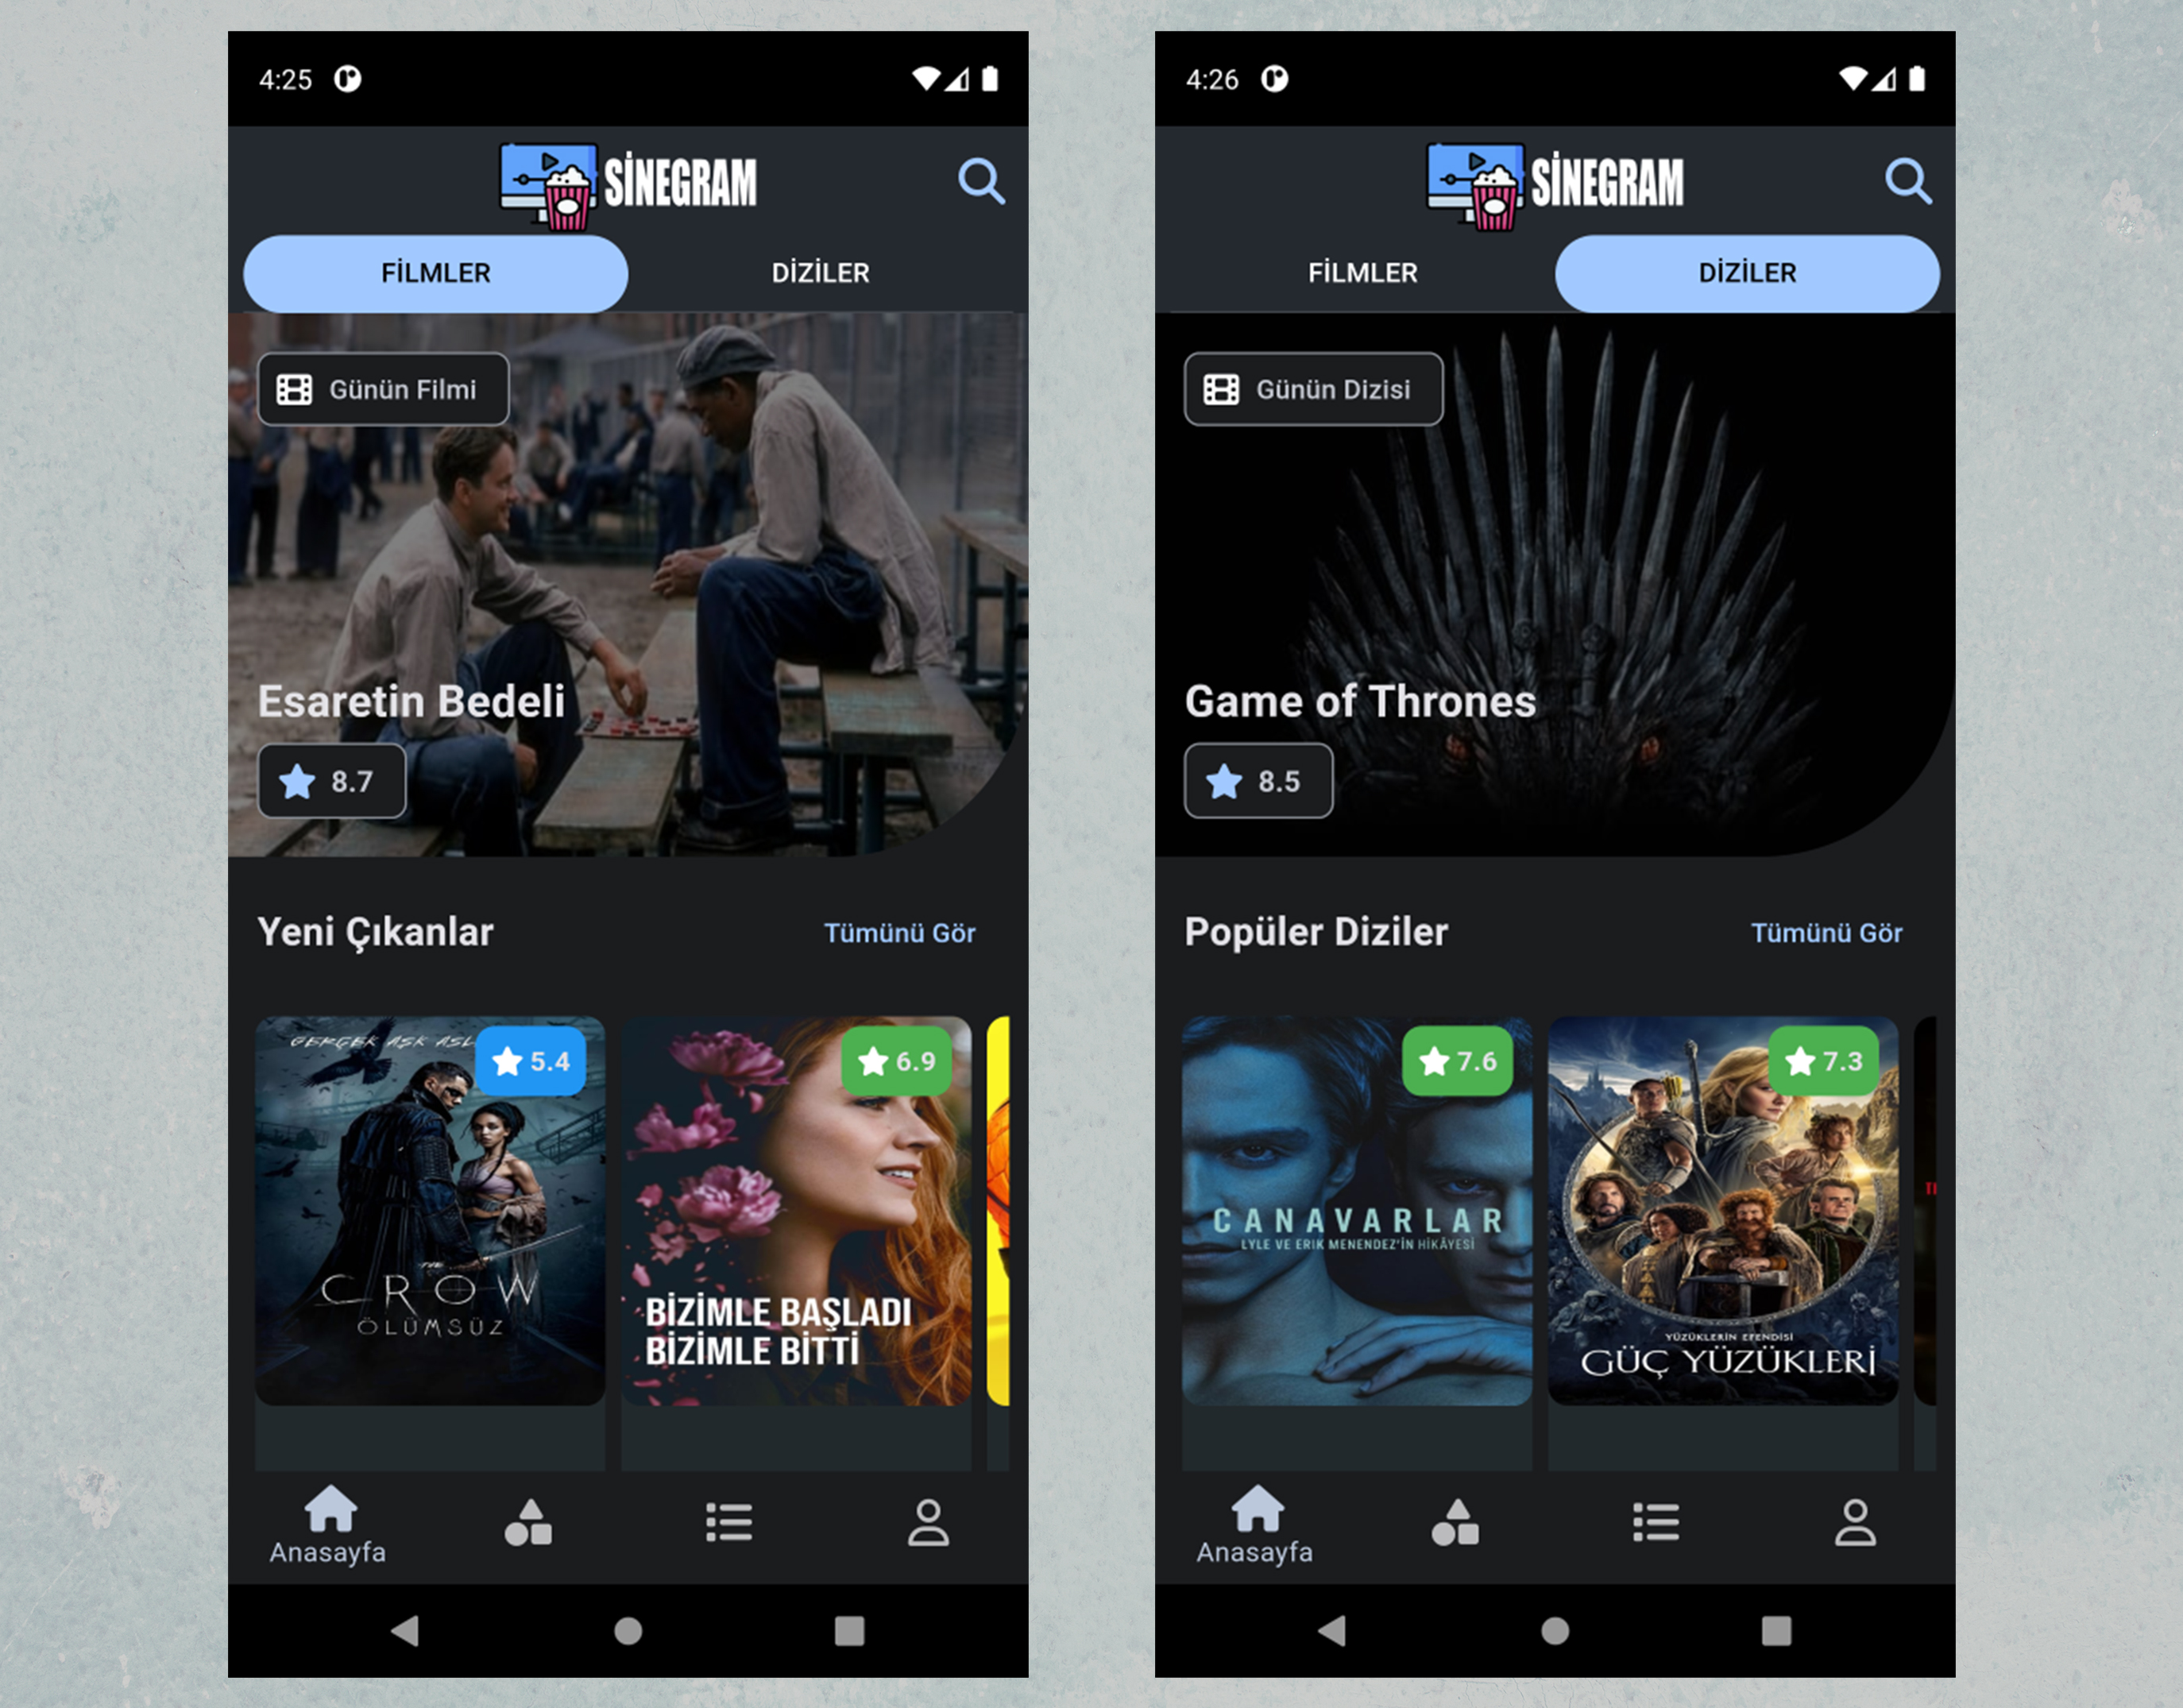 4:25
SİNEGRAM
FİLMLER
DİZİLER
Günün Filmi
Esaretin Bedeli
8.7
Yeni Çıkanlar
Tümünü Gör
GERÇEK AŞK ASL
5.4
THE
CROW
ÖLÜMSÜZ
6.9
BİZİMLE BAŞLADI
BİZİMLE BİTTİ
Anasayfa
4:26
SİNEGRAM
FİLMLER
DİZİLER
Günün Dizisi
Game of Thrones
8.5
Popüler Diziler
Tümünü Gör
7.6
CANAVARLAR
LYLE VE ERIK MENENDEZ'İN HİKÂYESİ
7.3
YÜZÜKLERİN EFENDİSİ
GÜÇ YÜZÜKLERİ
Anasayfa